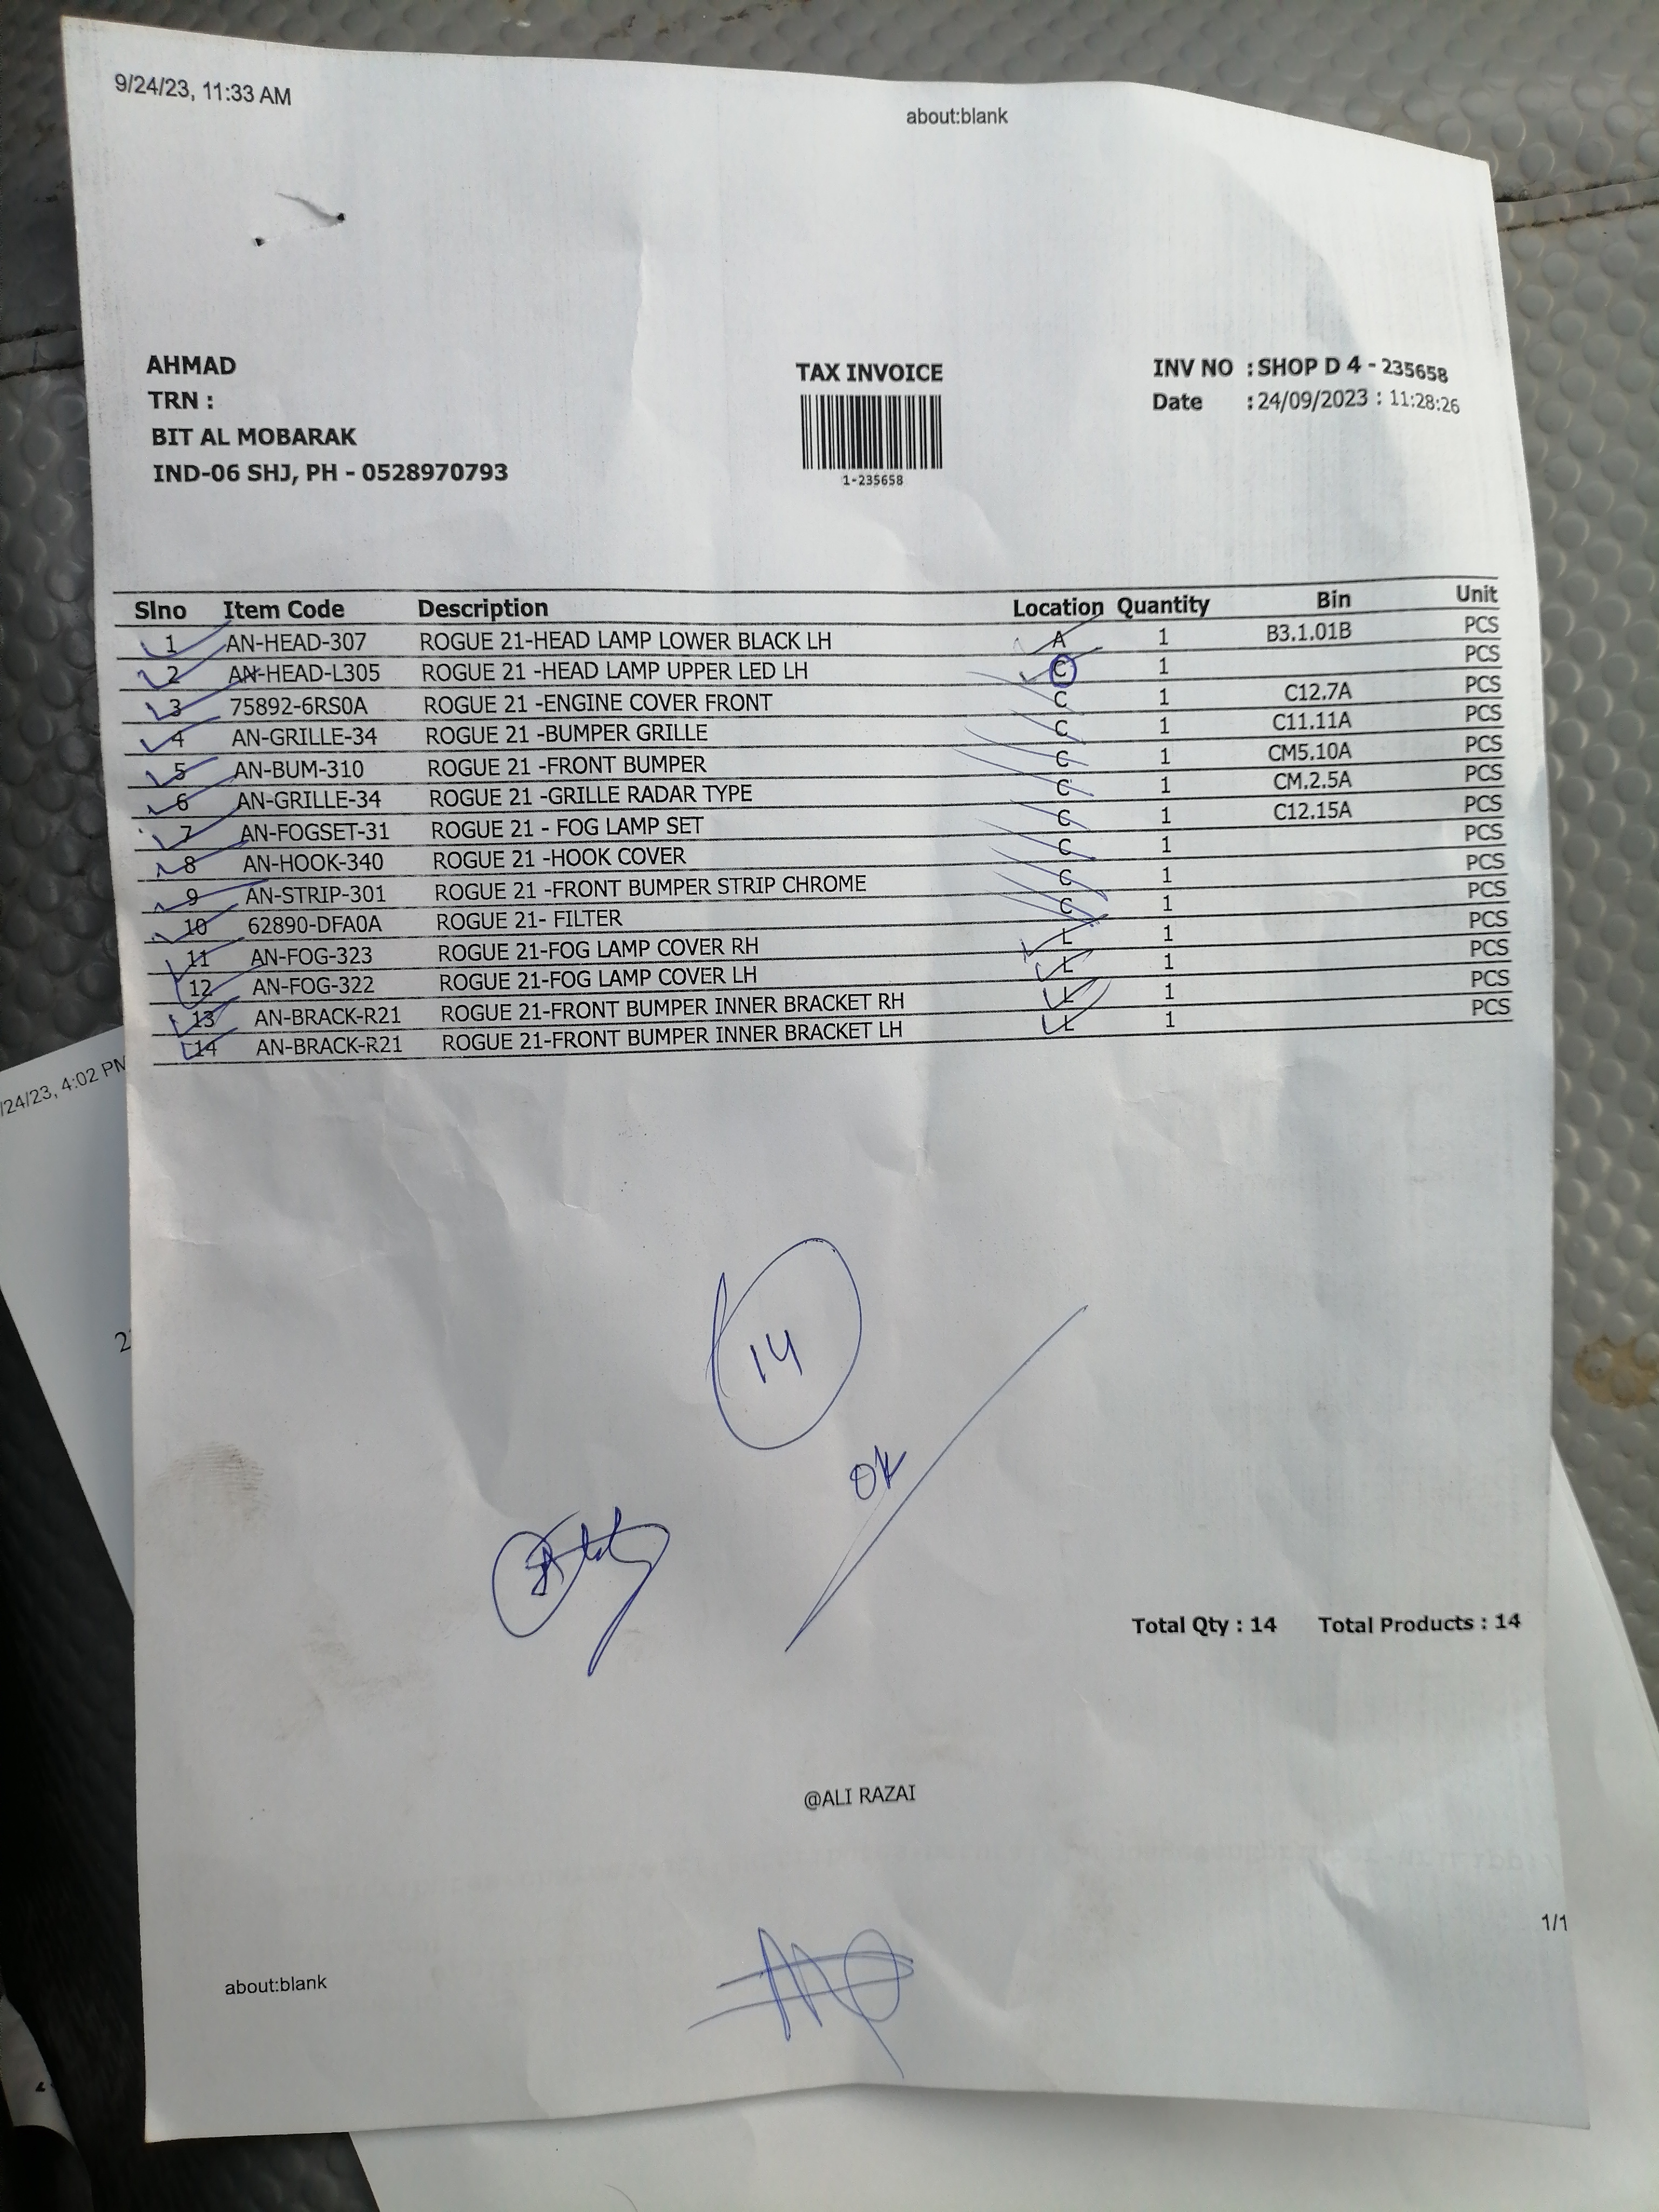 9/24/23, 11:33 AM
about:blank
AHMAD
TRN :
BIT AL MOBARAK
IND-06 SHJ, PH - 0528970793
TAX INVOICE
1-235658
INV NO : SHOP D 4 - 235658
Date : 24/09/2023 : 11:28:26
Slno Item Code Description Location Quantity Bin Unit
1 AN-HEAD-307 ROGUE 21-HEAD LAMP LOWER BLACK LH A 1 B3.1.01B PCS
2 AN-HEAD-L305 ROGUE 21 -HEAD LAMP UPPER LED LH C 1 PCS
3 75892-6RS0A ROGUE 21 -ENGINE COVER FRONT C 1 C12.7A PCS
4 AN-GRILLE-34 ROGUE 21 -BUMPER GRILLE C 1 C11.11A PCS
5 AN-BUM-310 ROGUE 21 -FRONT BUMPER C 1 CM5.10A PCS
6 AN-GRILLE-34 ROGUE 21 -GRILLE RADAR TYPE C 1 CM.2.5A PCS
7 AN-FOGSET-31 ROGUE 21 - FOG LAMP SET C 1 C12.15A PCS
8 AN-HOOK-340 ROGUE 21 -HOOK COVER C 1 PCS
9 AN-STRIP-301 ROGUE 21 -FRONT BUMPER STRIP CHROME C 1 PCS
10 62890-DFA0A ROGUE 21- FILTER C 1 PCS
11 AN-FOG-323 ROGUE 21-FOG LAMP COVER RH L 1 PCS
12 AN-FOG-322 ROGUE 21-FOG LAMP COVER LH L 1 PCS
13 AN-BRACK-R21 ROGUE 21-FRONT BUMPER INNER BRACKET RH L 1 PCS
14 AN-BRACK-R21 ROGUE 21-FRONT BUMPER INNER BRACKET LH L 1 PCS
/24/23, 4:02 PM
14
OK
Total Qty : 14 Total Products : 14
@ALI RAZAI
1/1
about:blank